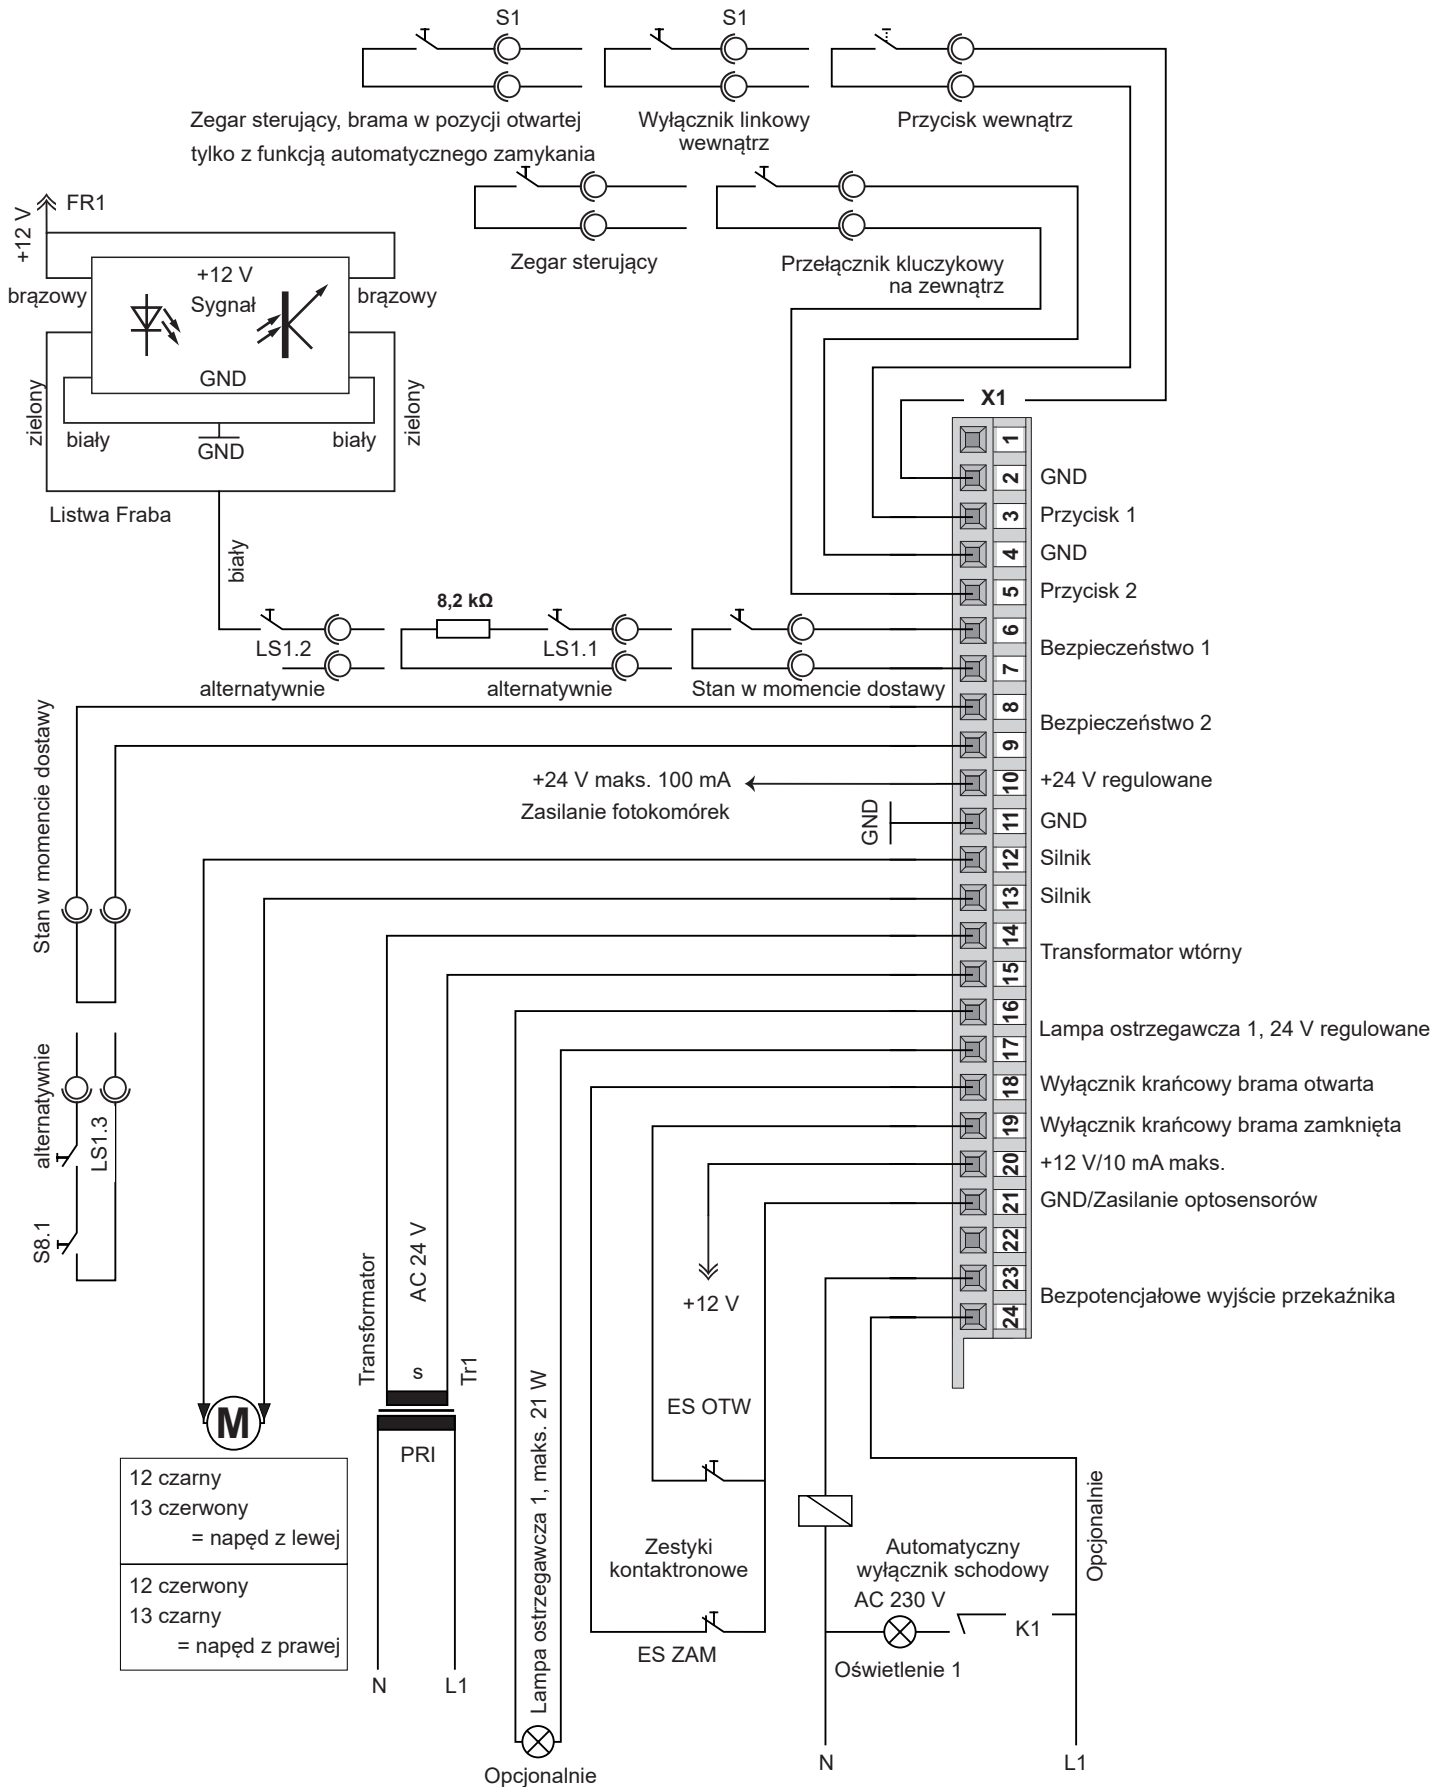 S1
S1
Zegar sterujący, brama w pozycji otwartej
tylko z funkcją automatycznego zamykania
Wyłącznik linkowy
wewnątrz
Przycisk wewnątrz
Zegar sterujący
Przełącznik kluczykowy
na zewnątrz
FR1
+12 V
+12 V
Sygnał
brązowy
brązowy
GND
zielony
zielony
biały
biały
GND
Listwa Fraba
biały
X1
1
2 GND
3 Przycisk 1
4 GND
5 Przycisk 2
6
Bezpieczeństwo 1
7
8
Bezpieczeństwo 2
9
10 +24 V regulowane
11 GND
12 Silnik
13 Silnik
14
Transformator wtórny
15
16
Lampa ostrzegawcza 1, 24 V regulowane
17
18 Wyłącznik krańcowy brama otwarta
19 Wyłącznik krańcowy brama zamknięta
20 +12 V/10 mA maks.
21 GND/Zasilanie optosensorów
22
23
Bezpotencjałowe wyjście przekaźnika
24
8,2 kΩ
LS1.2
LS1.1
alternatywnie
alternatywnie
Stan w momencie dostawy
+24 V maks. 100 mA
Zasilanie fotokomórek
GND
Stan w momencie dostawy
alternatywnie
LS1.3
S8.1
Transformator
AC 24 V
s
Tr1
PRI
N
L1
M
12 czarny
13 czerwony
= napęd z lewej
12 czerwony
13 czarny
= napęd z prawej
Lampa ostrzegawcza 1, maks. 21 W
Opcjonalnie
+12 V
ES OTW
Zestyki
kontaktronowe
ES ZAM
Automatyczny
wyłącznik schodowy
AC 230 V
K1
Oświetlenie 1
Opcjonalnie
N
L1